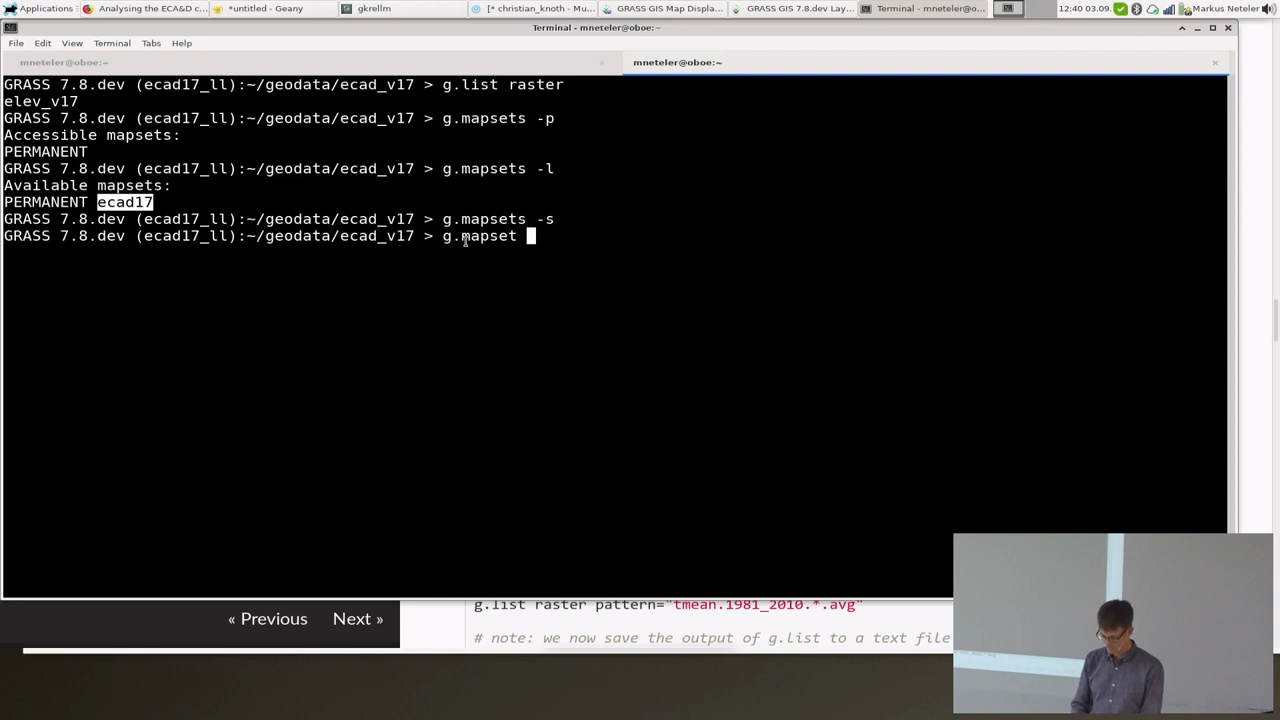 Applications
Analysing the ECA&D c...
*untitled - Geany
gkrellm
[* christian_knoth - Mu...
GRASS GIS Map Displa...
GRASS GIS 7.8.dev Lay...
Terminal - mneteler@ob...
12:40 03.09.
Markus Neteler
Terminal - mneteler@oboe:~
File Edit View Terminal Tabs Help
mneteler@oboe:~
mneteler@oboe:~
GRASS 7.8.dev (ecad17_ll):~/geodata/ecad_v17 > g.list raster
elev_v17
GRASS 7.8.dev (ecad17_ll):~/geodata/ecad_v17 > g.mapsets -p
Accessible mapsets:
PERMANENT
GRASS 7.8.dev (ecad17_ll):~/geodata/ecad_v17 > g.mapsets -l
Available mapsets:
PERMANENT ecad17
GRASS 7.8.dev (ecad17_ll):~/geodata/ecad_v17 > g.mapsets -s
GRASS 7.8.dev (ecad17_ll):~/geodata/ecad_v17 > g.mapset
« Previous Next »
g.list raster pattern="tmean.1981_2010.*.avg"
# note: we now save the output of g.list to a text file